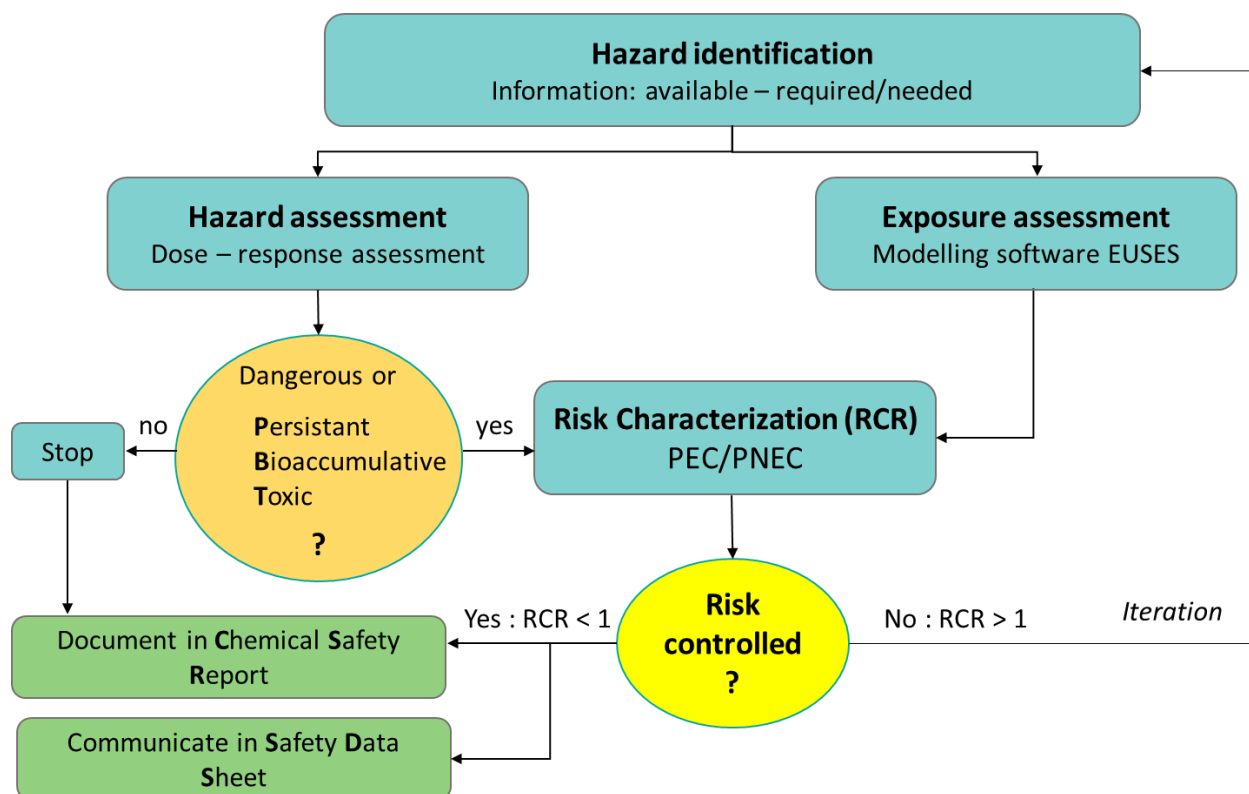 Hazard identification
Information: available – required/needed
Hazard assessment
Dose – response assessment
Exposure assessment
Modelling software EUSES
Dangerous or
Persistant
Bioaccumulative
Toxic
?
no
yes
Stop
Risk Characterization (RCR)
PEC/PNEC
Risk
controlled
?
Yes : RCR < 1
No : RCR > 1
Iteration
Document in Chemical Safety
Report
Communicate in Safety Data
Sheet